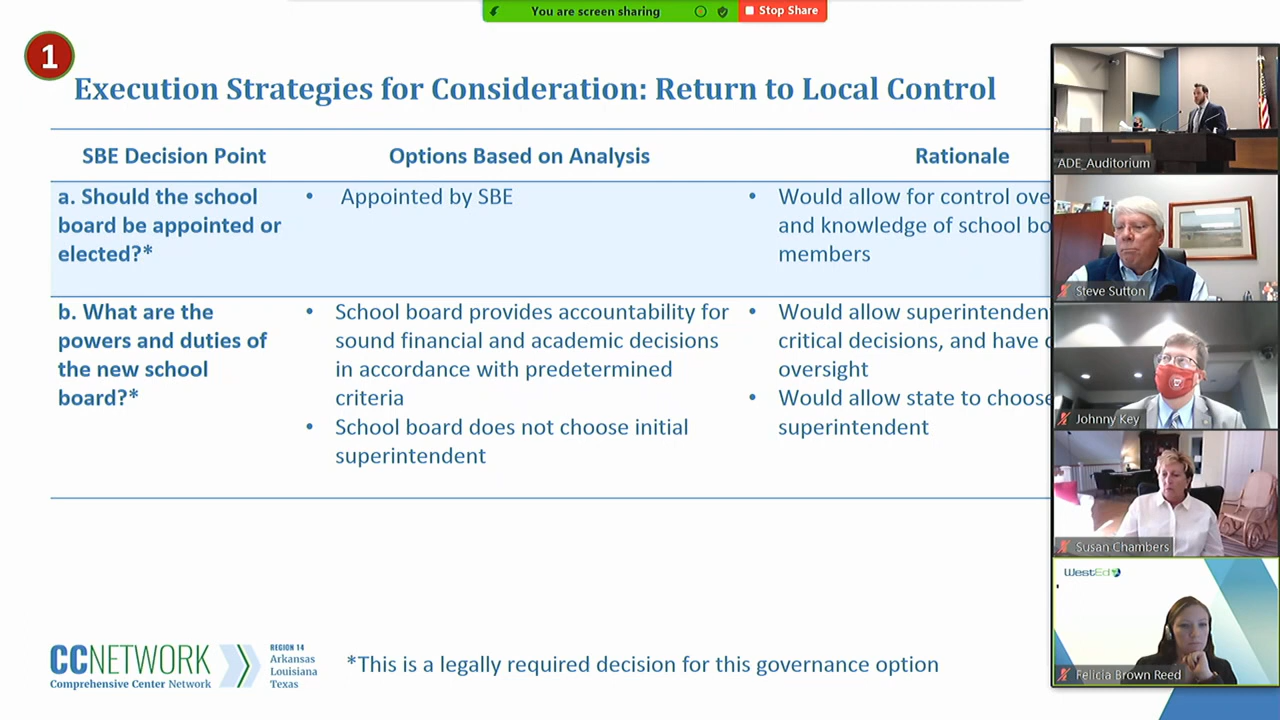 You are screen sharing
Stop Share
1
Execution Strategies for Consideration: Return to Local Control
SBE Decision Point
Options Based on Analysis
Rationale
a. Should the school
board be appointed or
elected?*
• Appointed by SBE
• Would allow for control ove
and knowledge of school bo
members
b. What are the
powers and duties of
the new school
board?*
• School board provides accountability for
sound financial and academic decisions
in accordance with predetermined
criteria
• School board does not choose initial
superintendent
• Would allow superintenden
critical decisions, and have
oversight
• Would allow state to choose
superintendent
CCNETWORK
Comprehensive Center Network
REGION 14
Arkansas
Louisiana
Texas
*This is a legally required decision for this governance option
ADE_Auditorium
Steve Sutton
Johnny Key
Susan Chambers
WestEd
Felicia Brown Reed